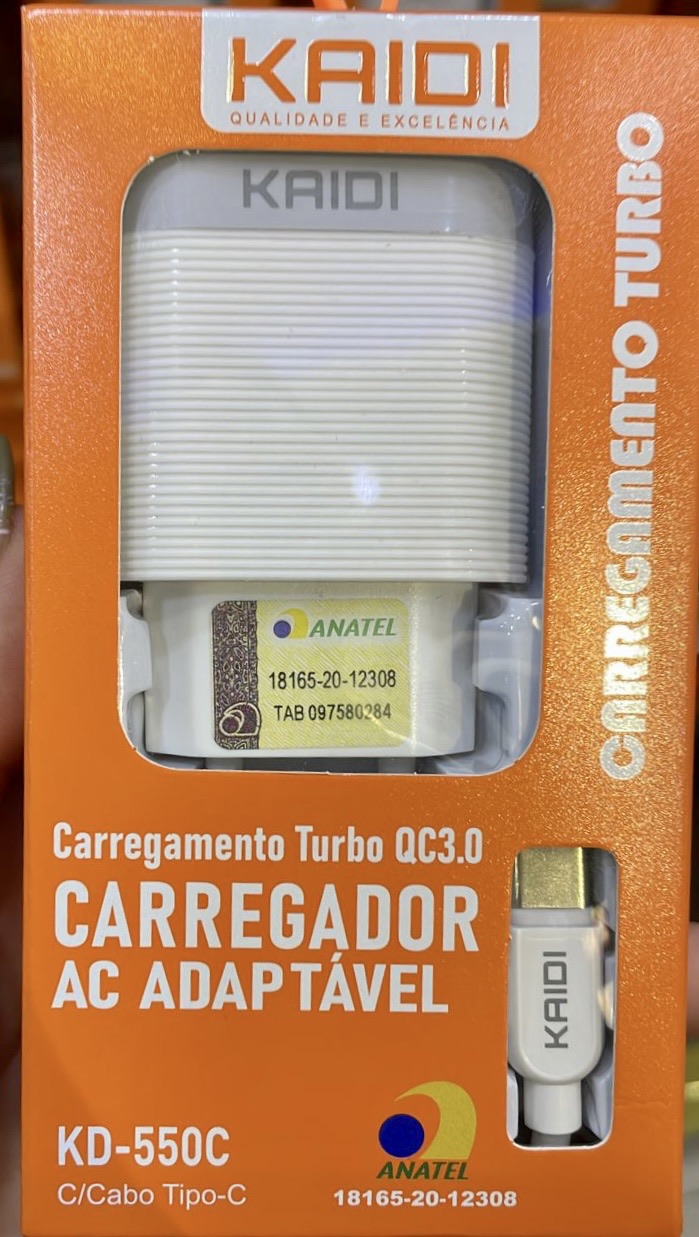 KAIDI
QUALIDADE E EXCELÊNCIA
KAIDI
CARREGAMENTO TURBO
ANATEL
18165-20-12308
TAB 097580284
Carregamento Turbo QC3.0
CARREGADOR
AC ADAPTÁVEL
KAIDI
KD-550C
C/Cabo Tipo-C
ANATEL
18165-20-12308